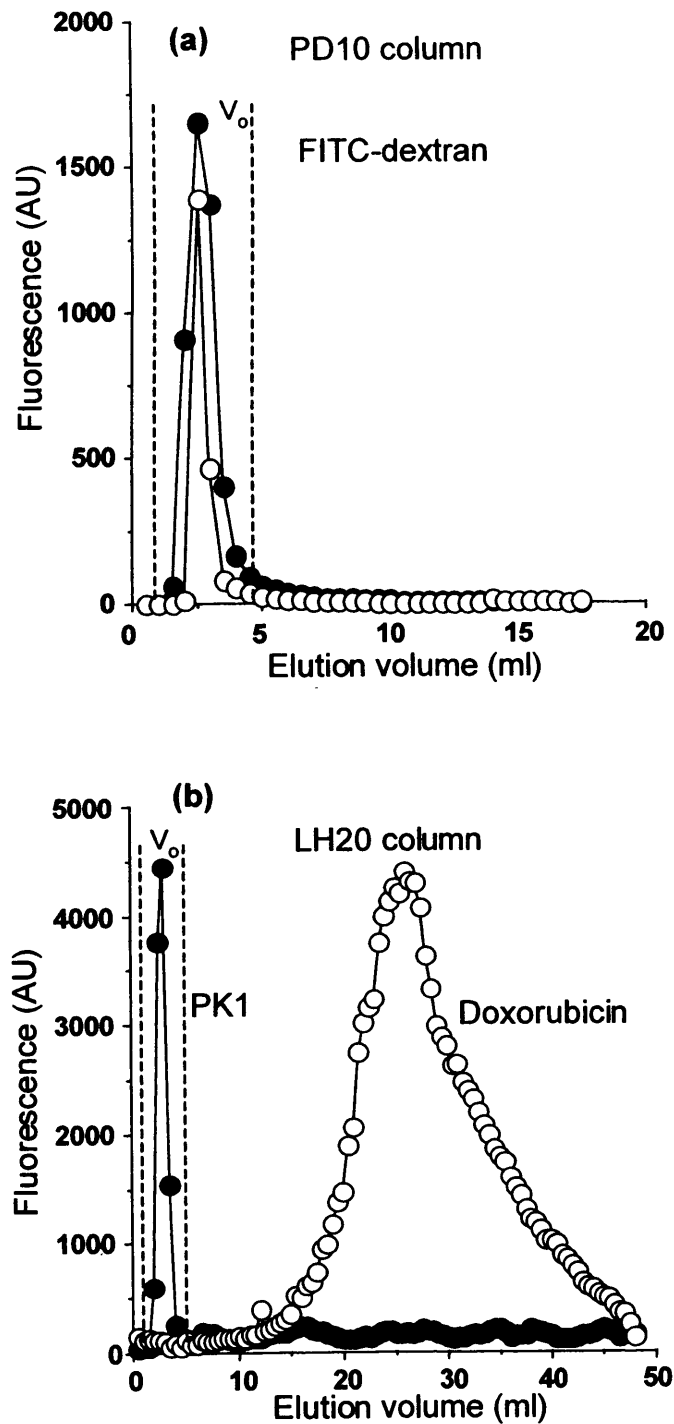 (a)
PD10 column
V₀
FITC-dextran
Fluorescence (AU)
2000
1500
1000
500
0
0 5 10 15 20
Elution volume (ml)
(b)
V₀
LH20 column
PK1
Doxorubicin
Fluorescence (AU)
5000
4000
3000
2000
1000
0
0 10 20 30 40 50
Elution volume (ml)